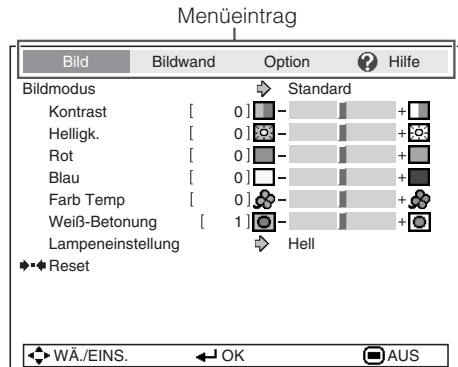 Menüeintrag
Bild Bildwand Option ? Hilfe
Bildmodus Standard
Kontrast [ 0] - +
Helligk. [ 0] - +
Rot [ 0] - +
Blau [ 0] - +
Farb Temp [ 0] - +
Weiß-Betonung [ 1] - +
Lampeneinstellung Hell
Reset
WÄ./EINS. OK AUS